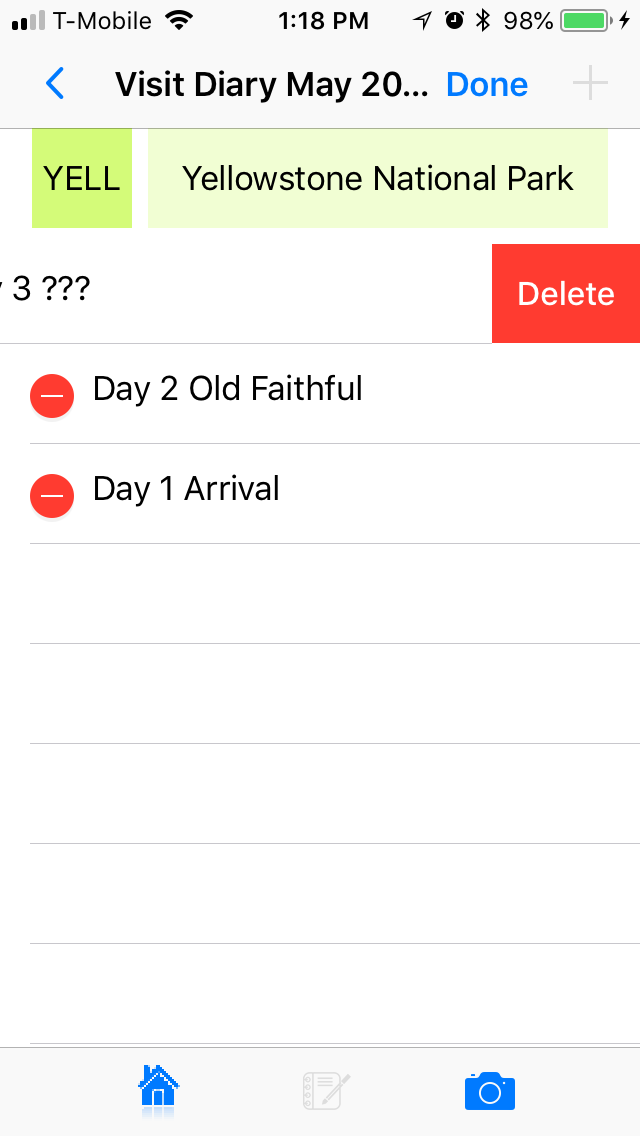 T-Mobile 1:18 PM 98%
Visit Diary May 20... Done
YELL Yellowstone National Park
3 ??? Delete
Day 2 Old Faithful
Day 1 Arrival